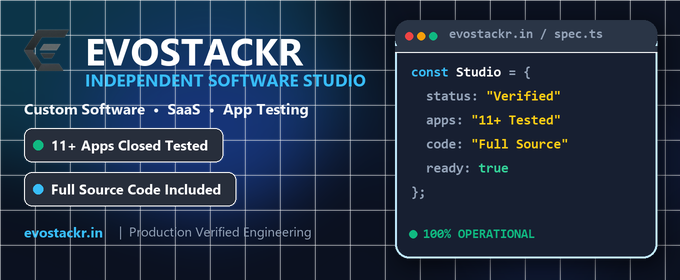 EVOSTACKR
INDEPENDENT SOFTWARE STUDIO
Custom Software • SaaS • App Testing
11+ Apps Closed Tested
Full Source Code Included
evostackr.in | Production Verified Engineering
evostackr.in / spec.ts
const Studio = {
status: "Verified"
apps: "11+ Tested"
code: "Full Source"
ready: true
};
100% OPERATIONAL